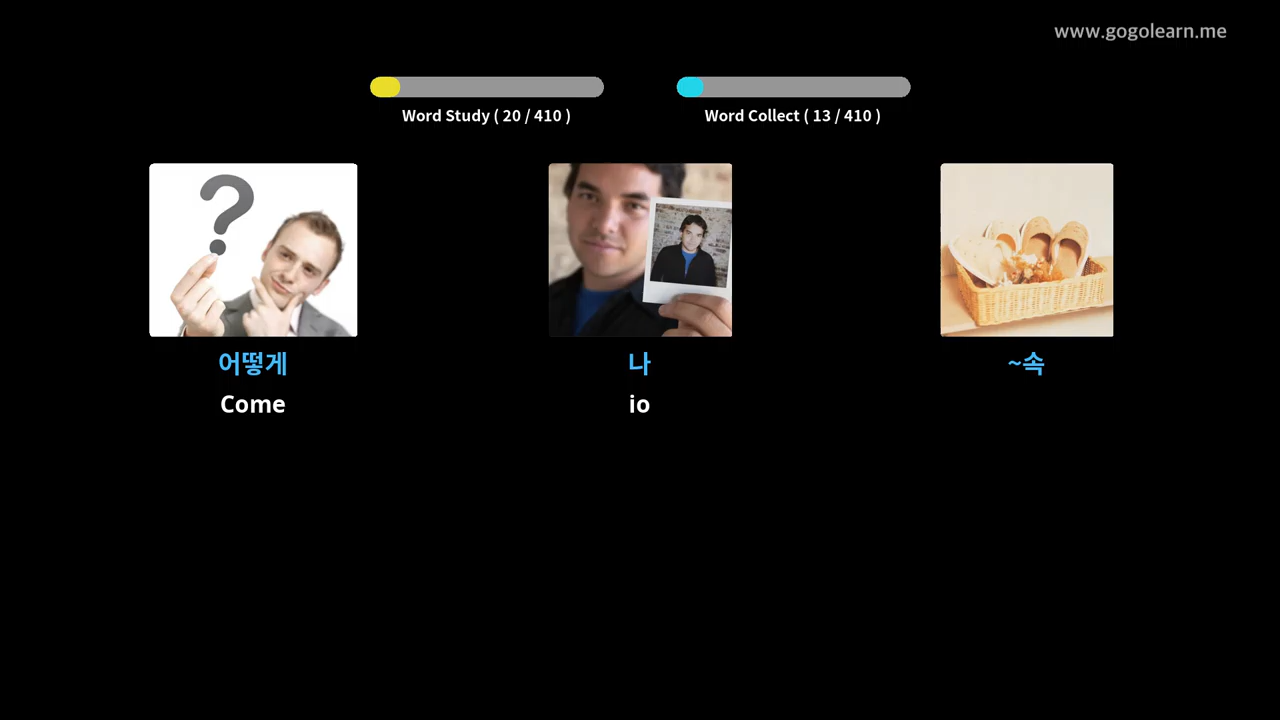 www.gogolearn.me
Word Study ( 20 / 410 )
Word Collect ( 13 / 410 )
어떻게
나
~속
Come
io